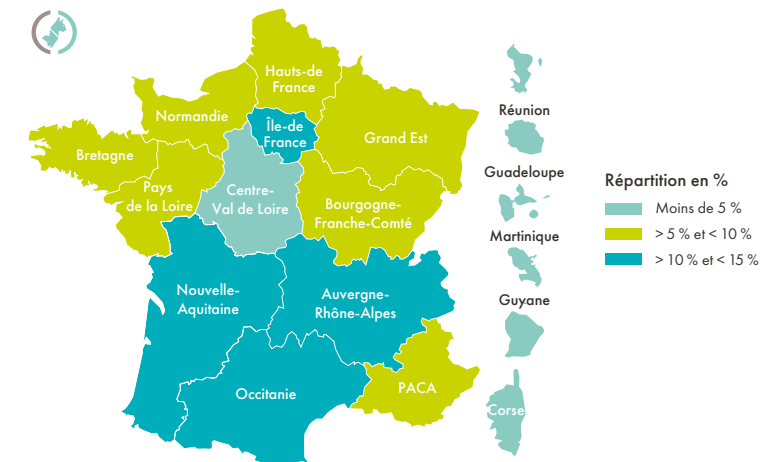 Hauts-de
France
Normandie
Île-de
France
Grand Est
Bretagne
Pays
de la Loire
Centre-
Val de Loire
Bourgogne-
Franche-Comté
Nouvelle-
Aquitaine
Auvergne-
Rhône-Alpes
Occitanie
PACA
Réunion
Guadeloupe
Martinique
Guyane
Corse
Répartition en %
Moins de 5 %
> 5 % et < 10 %
> 10 % et < 15 %